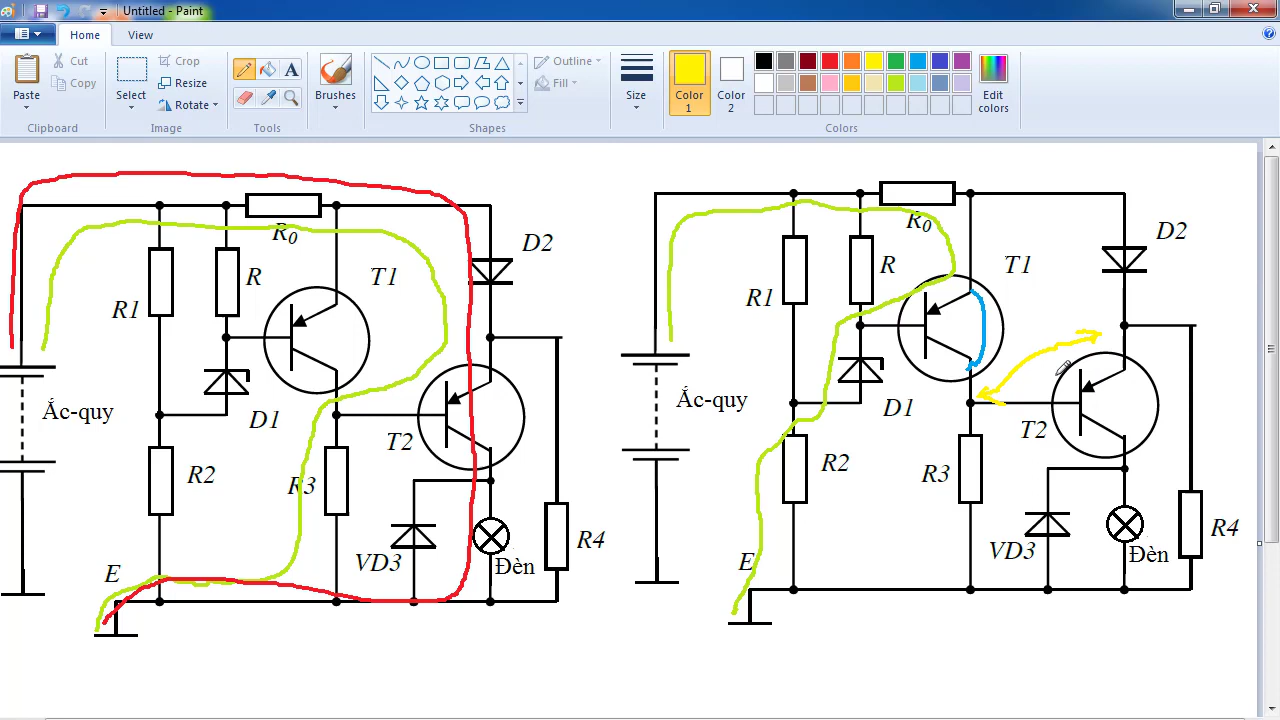 Untitled - Paint
Home
View
Paste
Cut
Copy
Clipboard
Select
Crop
Resize
Rotate
Image
A
Tools
Brushes
Outline
Fill
Shapes
Size
Color 1
Color 2
Edit colors
Colors
R0
D2
R
T1
R1
Ắc-quy
D1
T2
R2
R3
VD3
Đèn
R4
E
R0
D2
R
T1
R1
Ắc-quy
D1
T2
R2
R3
VD3
Đèn
R4
E